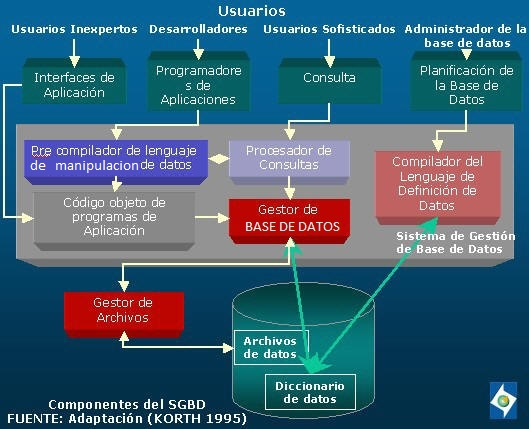 Usuarios
Usuarios Inexpertos
Desarrolladores
Usuarios Sofisticados
Administrador de la
base de datos
Interfaces de
Aplicación
Programadore
s de
Aplicaciones
Consulta
Planificación de
la Base de
Datos
Pre compilador de lenguaje
de manipulacion de datos
Procesador de
Consultas
Compilador del
Lenguaje de
Definición de
Datos
Código objeto de
programas de
Aplicación
Gestor de
BASE DE DATOS
Sistema de Gestión
de Base de Datos
Gestor de
Archivos
Archivos
de datos
Diccionario
de datos
Componentes del SGBD
FUENTE: Adaptación (KORTH 1995)